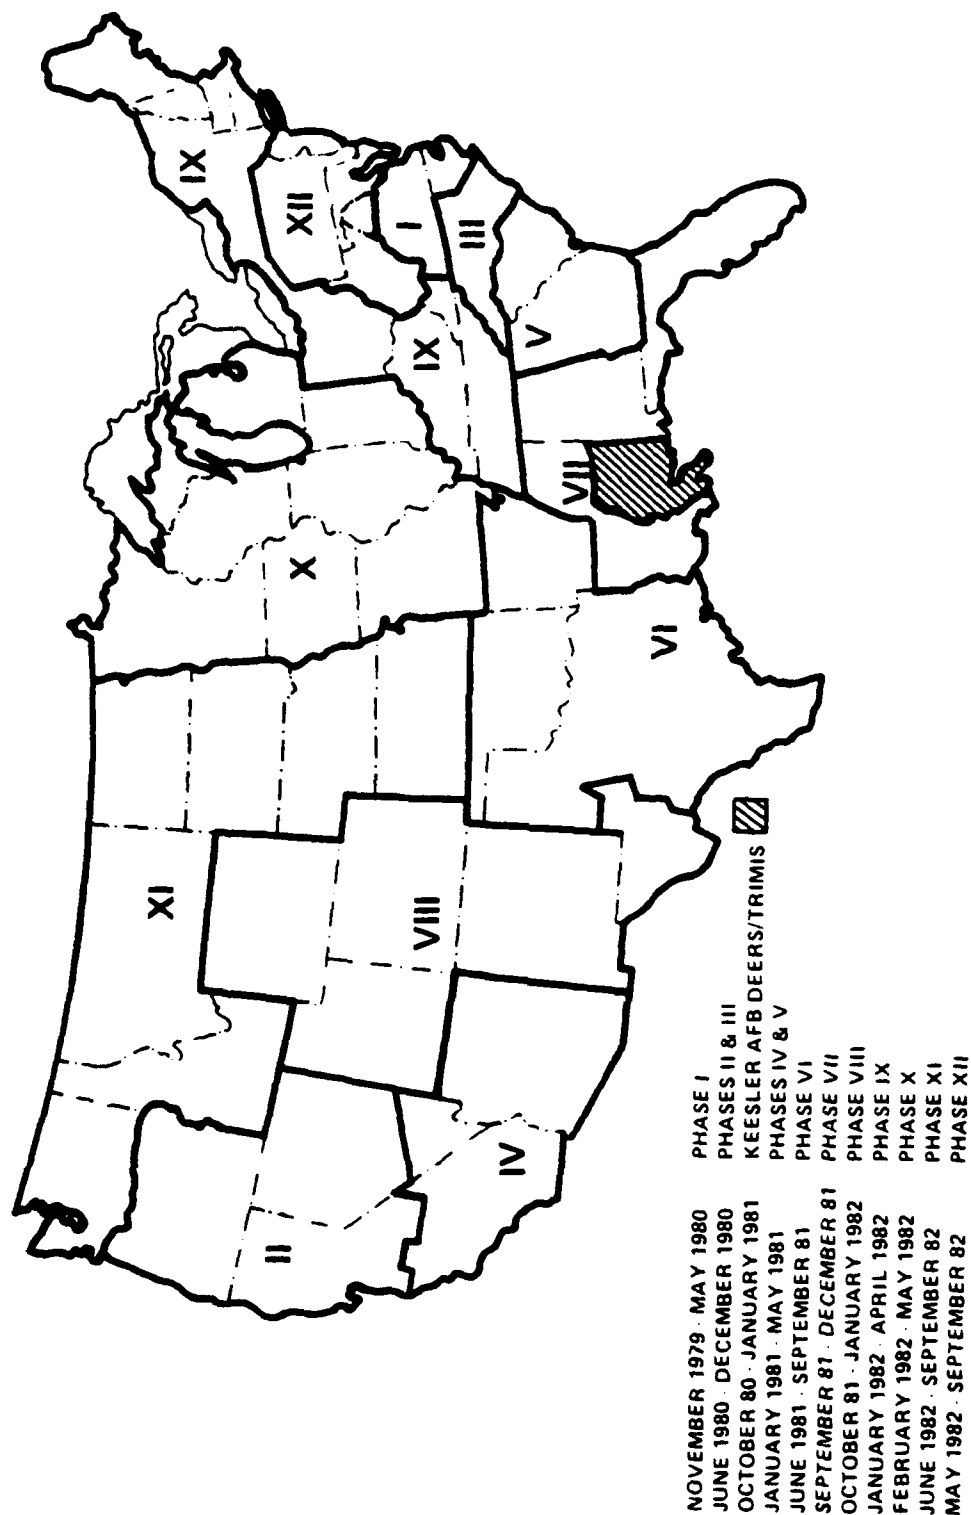 IX
XII
I
III
IX
V
X
VII
VI
XI
VIII
IV
II
NOVEMBER 1979 - MAY 1980 PHASE I
JUNE 1980 - DECEMBER 1980 PHASES II & III
OCTOBER 80 - JANUARY 1981 KEESLER AFB DEERS/TRIMIS
JANUARY 1981 - MAY 1981 PHASES IV & V
JUNE 1981 - SEPTEMBER 81 PHASE VI
SEPTEMBER 81 - DECEMBER 81 PHASE VII
OCTOBER 81 - JANUARY 1982 PHASE VIII
JANUARY 1982 - APRIL 1982 PHASE IX
FEBRUARY 1982 - MAY 1982 PHASE X
JUNE 1982 - SEPTEMBER 82 PHASE XI
MAY 1982 - SEPTEMBER 82 PHASE XII